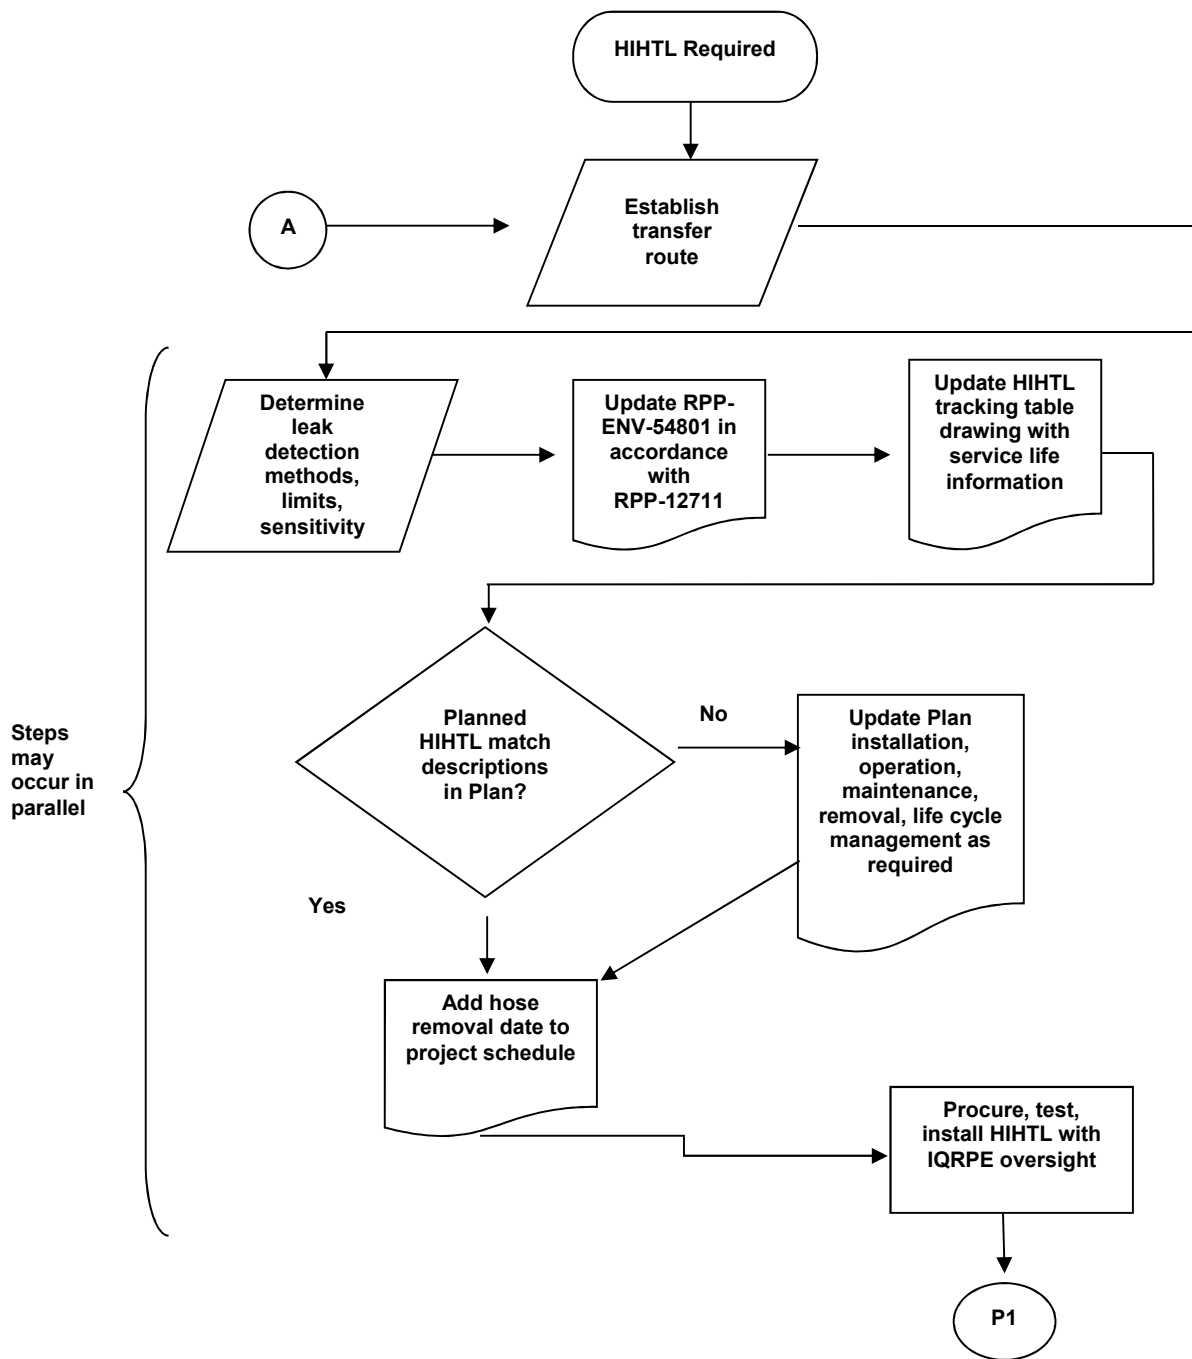 HIHTL Required
A
Establish
transfer
route
Determine
leak
detection
methods,
limits,
sensitivity
Update RPP-
ENV-54801 in
accordance
with
RPP-12711
Update HIHTL
tracking table
drawing with
service life
information
Steps
may
occur in
parallel
Planned
HIHTL match
descriptions
in Plan?
No
Update Plan
installation,
operation,
maintenance,
removal, life cycle
management as
required
Yes
Add hose
removal date to
project schedule
Procure, test,
install HIHTL with
IQRPE oversight
P1